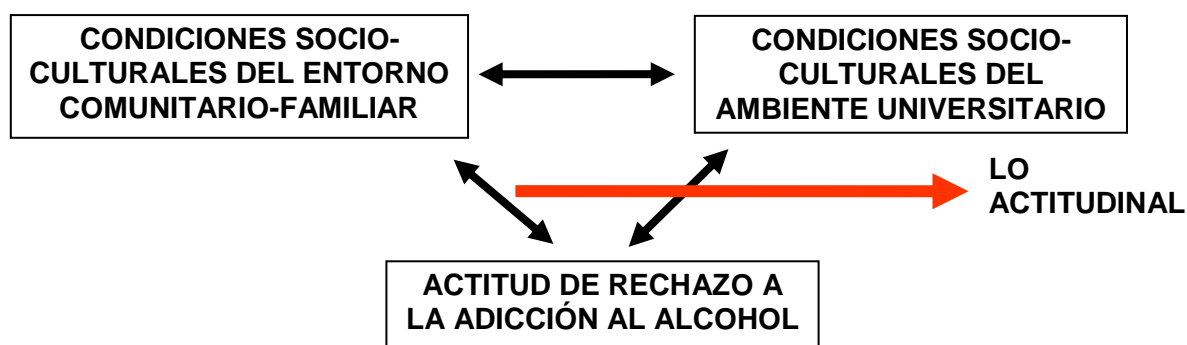 CONDICIONES SOCIO-
CULTURALES DEL ENTORNO
COMUNITARIO-FAMILIAR
CONDICIONES SOCIO-
CULTURALES DEL
AMBIENTE UNIVERSITARIO
LO
ACTITUDINAL
ACTITUD DE RECHAZO A
LA ADICCIÓN AL ALCOHOL